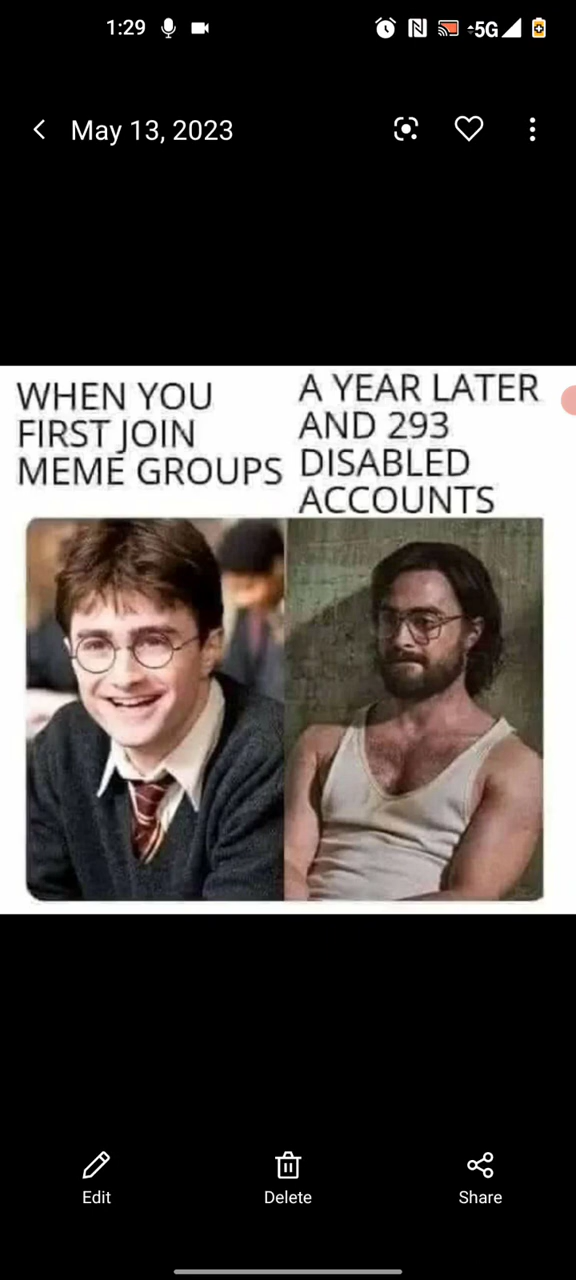 1:29
5G
May 13, 2023
WHEN YOU
FIRST JOIN
MEME GROUPS
A YEAR LATER
AND 293
DISABLED
ACCOUNTS
Edit
Delete
Share